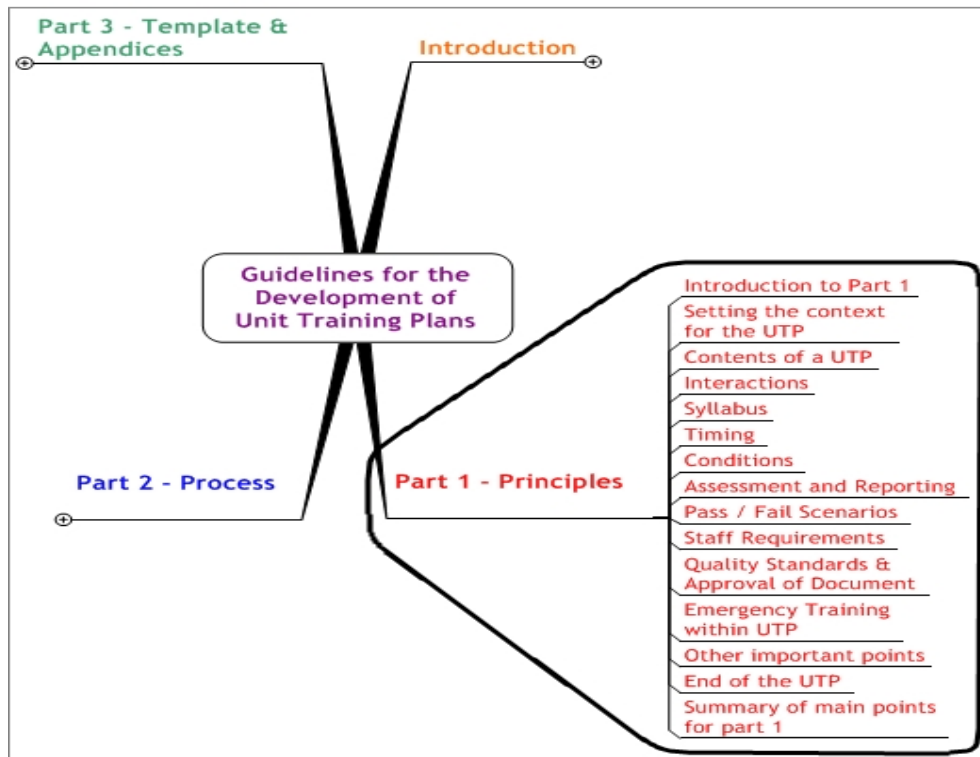 Part 3 - Template &
Appendices
Introduction
Guidelines for the
Development of
Unit Training Plans
Part 2 - Process
Part 1 - Principles
Introduction to Part 1
Setting the context
for the UTP
Contents of a UTP
Interactions
Syllabus
Timing
Conditions
Assessment and Reporting
Pass / Fail Scenarios
Staff Requirements
Quality Standards &
Approval of Document
Emergency Training
within UTP
Other important points
End of the UTP
Summary of main points
for part 1